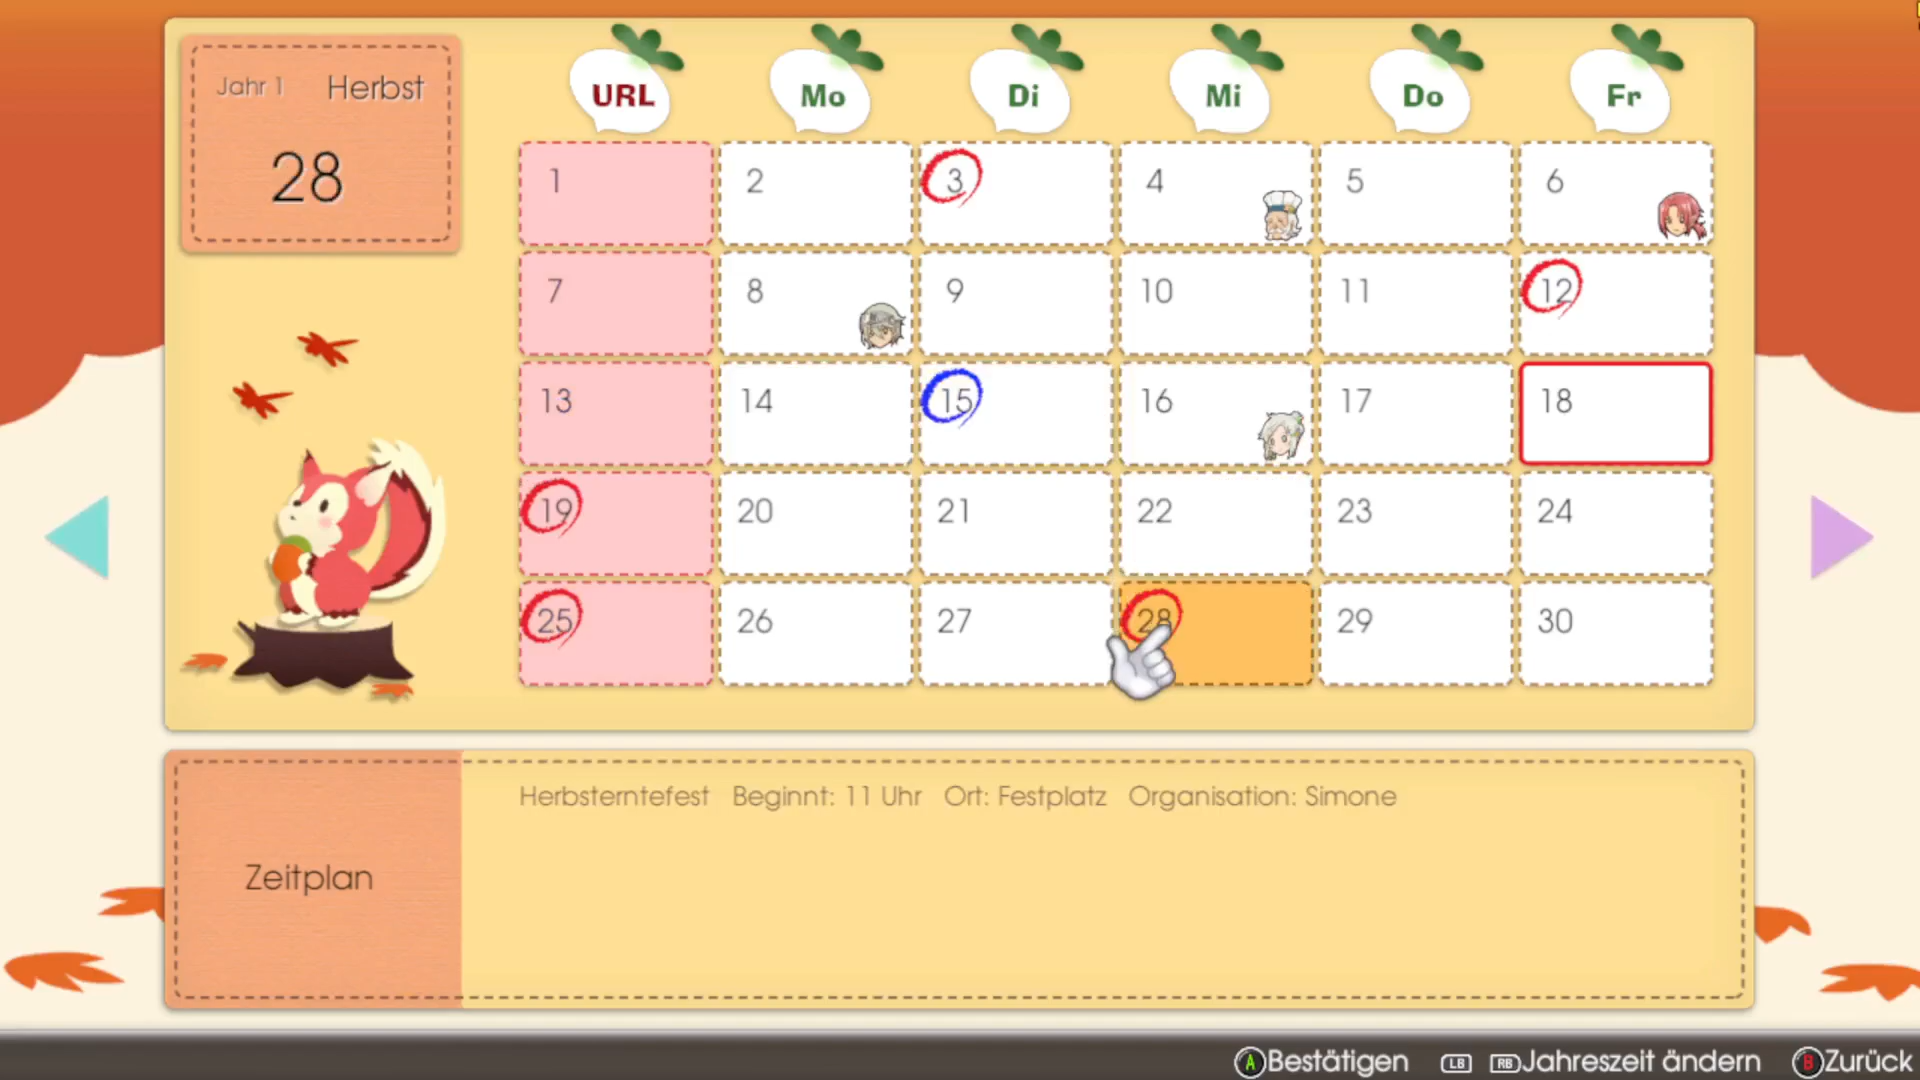 Jahr 1 Herbst
28
URL Mo Di Mi Do Fr
1 2 3 4 5 6
7 8 9 10 11 12
13 14 15 16 17 18
19 20 21 22 23 24
25 26 27 28 29 30
Zeitplan
Herbsterntefest Beginnt: 11 Uhr Ort: Festplatz Organisation: Simone
A Bestätigen LB RB Jahreszeit ändern B Zurück